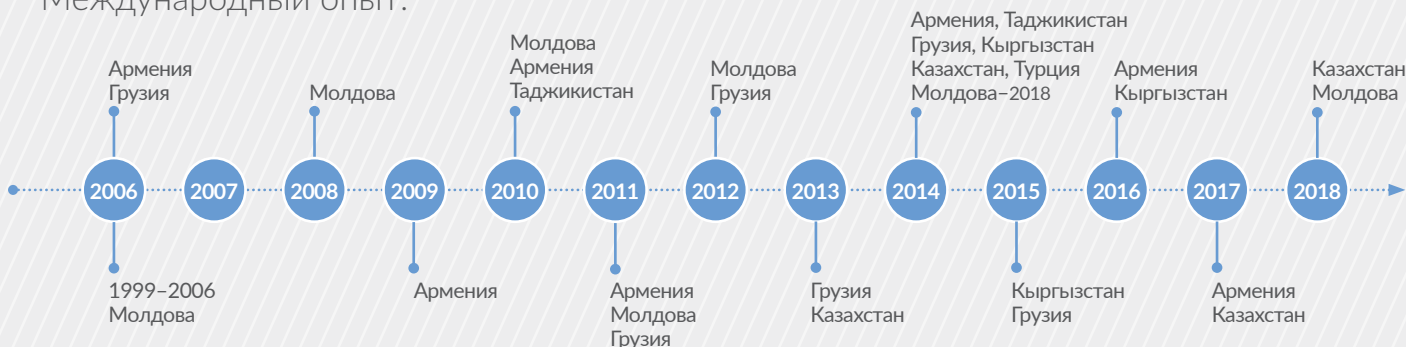 Международный опыт:
Армения
Грузия
2006
1999–2006
Молдова
2007
Молдова
2008
2009
Армения
Молдова
Армения
Таджикистан
2010
2011
Армения
Молдова
Грузия
Молдова
Грузия
2012
2013
Грузия
Казахстан
Армения, Таджикистан
Грузия, Кыргызстан
Казахстан, Турция
Молдова–2018
2014
2015
Кыргызстан
Грузия
Армения
Кыргызстан
2016
2017
Армения
Казахстан
Казахстан
Молдова
2018